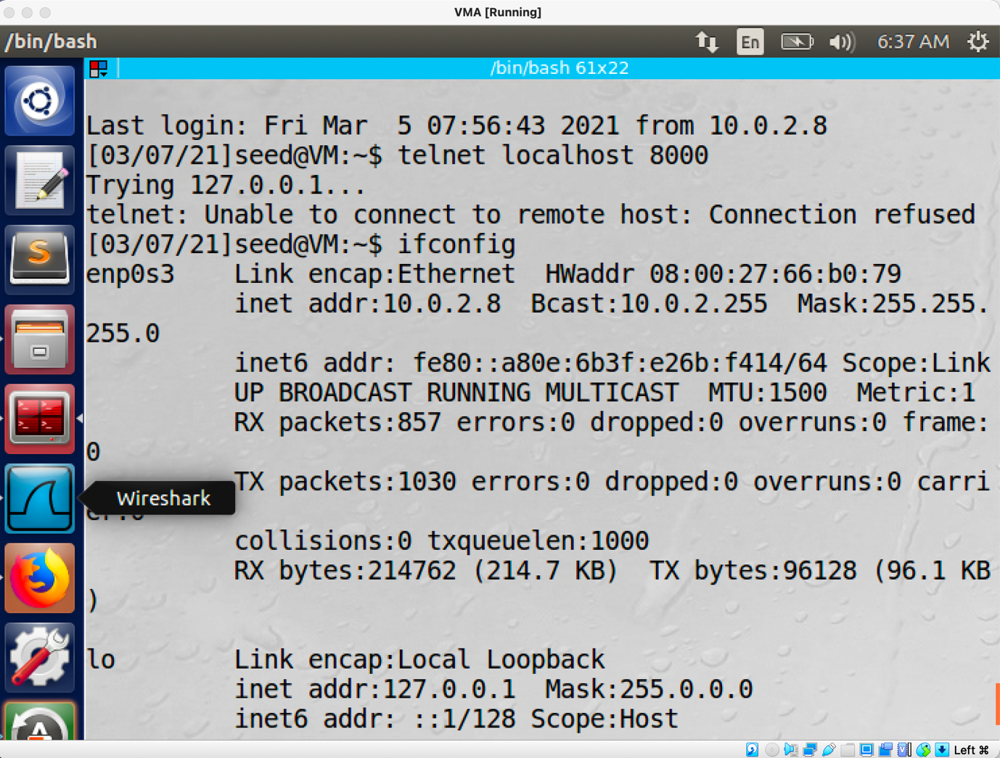 VMA [Running]
/bin/bash
En
6:37 AM
/bin/bash 61x22
Last login: Fri Mar  5 07:56:43 2021 from 10.0.2.8
[03/07/21]seed@VM:~$ telnet localhost 8000
Trying 127.0.0.1...
telnet: Unable to connect to remote host: Connection refused
[03/07/21]seed@VM:~$ ifconfig
enp0s3    Link encap:Ethernet  HWaddr 08:00:27:66:b0:79
          inet addr:10.0.2.8  Bcast:10.0.2.255  Mask:255.255.
255.0
          inet6 addr: fe80::a80e:6b3f:e26b:f414/64 Scope:Link
          UP BROADCAST RUNNING MULTICAST  MTU:1500  Metric:1
          RX packets:857 errors:0 dropped:0 overruns:0 frame:
0
          TX packets:1030 errors:0 dropped:0 overruns:0 carri
Wireshark
          collisions:0 txqueuelen:1000
          RX bytes:214762 (214.7 KB)  TX bytes:96128 (96.1 KB
)
lo        Link encap:Local Loopback
          inet addr:127.0.0.1  Mask:255.0.0.0
          inet6 addr: ::1/128 Scope:Host
Left ⌘